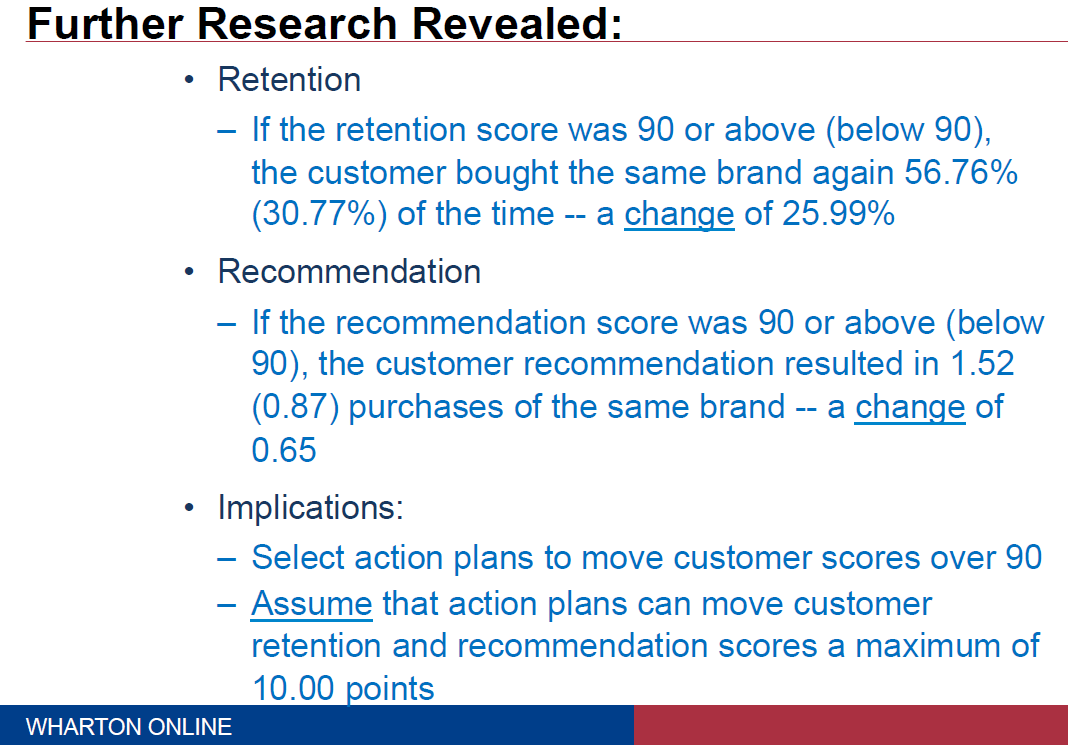 Further Research Revealed:
• Retention
– If the retention score was 90 or above (below 90),
the customer bought the same brand again 56.76%
(30.77%) of the time -- a change of 25.99%
• Recommendation
– If the recommendation score was 90 or above (below
90), the customer recommendation resulted in 1.52
(0.87) purchases of the same brand -- a change of
0.65
• Implications:
– Select action plans to move customer scores over 90
– Assume that action plans can move customer
retention and recommendation scores a maximum of
10.00 points
WHARTON ONLINE